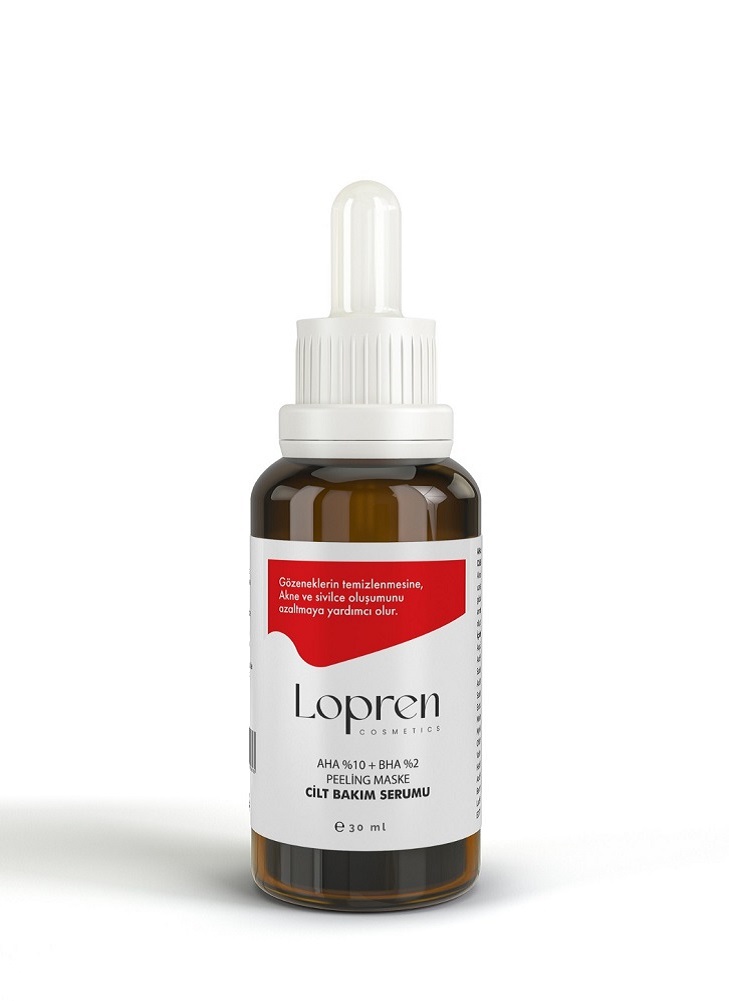 Gözeneklerin temizlenmesine,
Akne ve sivilce oluşumunu
azaltmaya yardımcı olur.
Lopren
COSMETICS
AHA %10 + BHA %2
PEELİNG MASKE
CİLT BAKIM SERUMU
℮ 30 ml